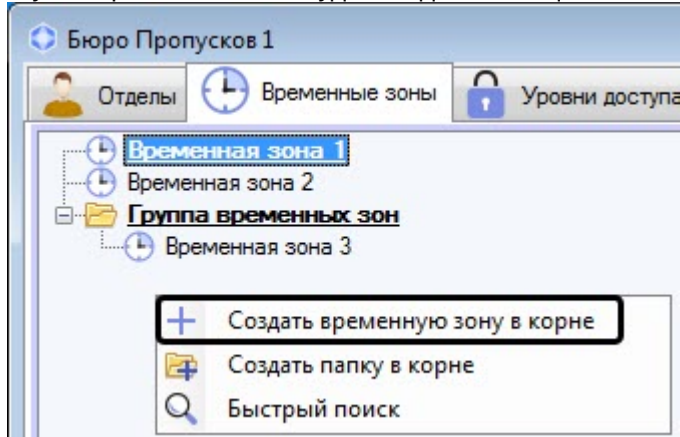 Бюро Пропусков 1
Отделы Временные зоны Уровни доступа
Временная зона 1
Временная зона 2
Группа временных зон
Временная зона 3
Создать временную зону в корне
Создать папку в корне
Быстрый поиск